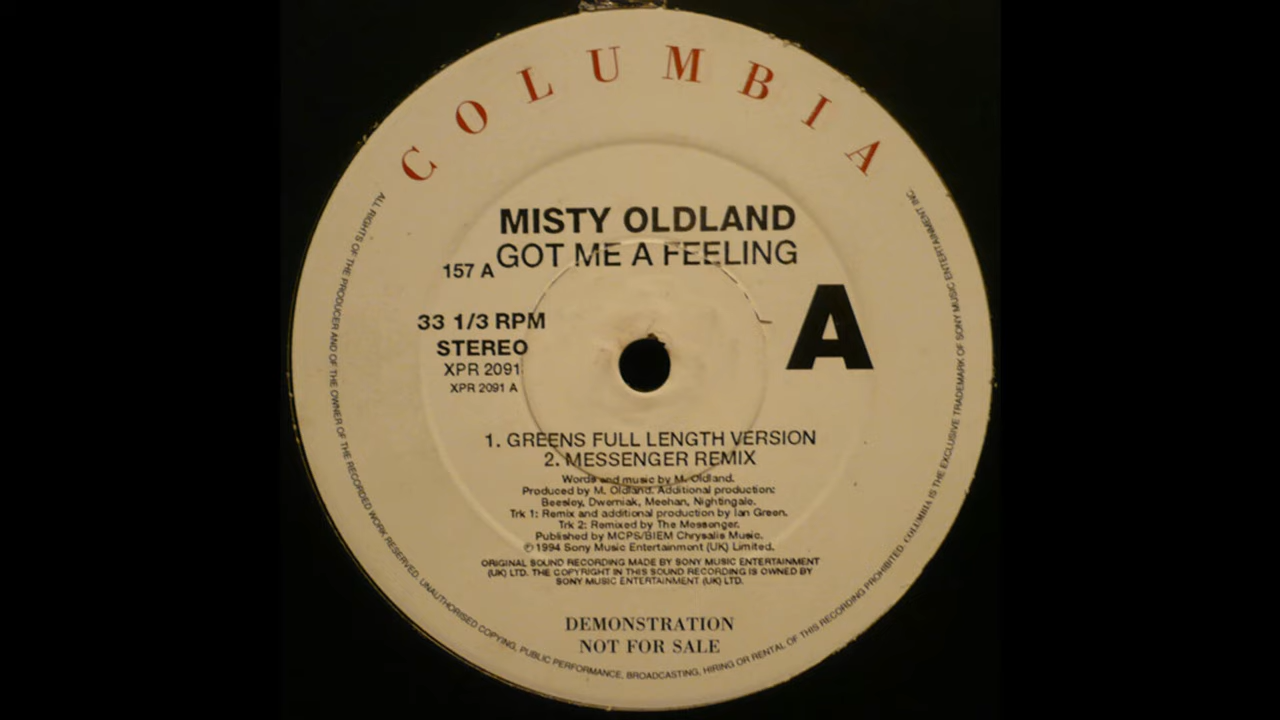 COLUMBIA
MISTY OLDLAND
GOT ME A FEELING
157 A
A
33 1/3 RPM
STEREO
XPR 2091
XPR 2091 A
1. GREENS FULL LENGTH VERSION
2. MESSENGER REMIX
Words and music by M. Oldland.
Produced by M. Oldland. Additional production:
Beesley, Dwerniak, Meehan, Nightingale.
Trk 1: Remix and additional production by Ian Green.
Trk 2: Remixed by The Messenger.
Published by MCPS/BIEM Chrysalis Music.
℗ 1994 Sony Music Entertainment (UK) Limited.
ORIGINAL SOUND RECORDING MADE BY SONY MUSIC ENTERTAINMENT
(UK) LTD. THE COPYRIGHT IN THIS SOUND RECORDING IS OWNED BY
SONY MUSIC ENTERTAINMENT (UK) LTD.
DEMONSTRATION
NOT FOR SALE
ALL RIGHTS OF THE PRODUCER AND OF THE OWNER OF THE RECORDED WORK RESERVED. UNAUTHORISED COPYING, PUBLIC PERFORMANCE, BROADCASTING, HIRING OR RENTAL OF THIS RECORDING PROHIBITED. COLUMBIA IS THE EXCLUSIVE TRADEMARK OF SONY MUSIC ENTERTAINMENT INC.